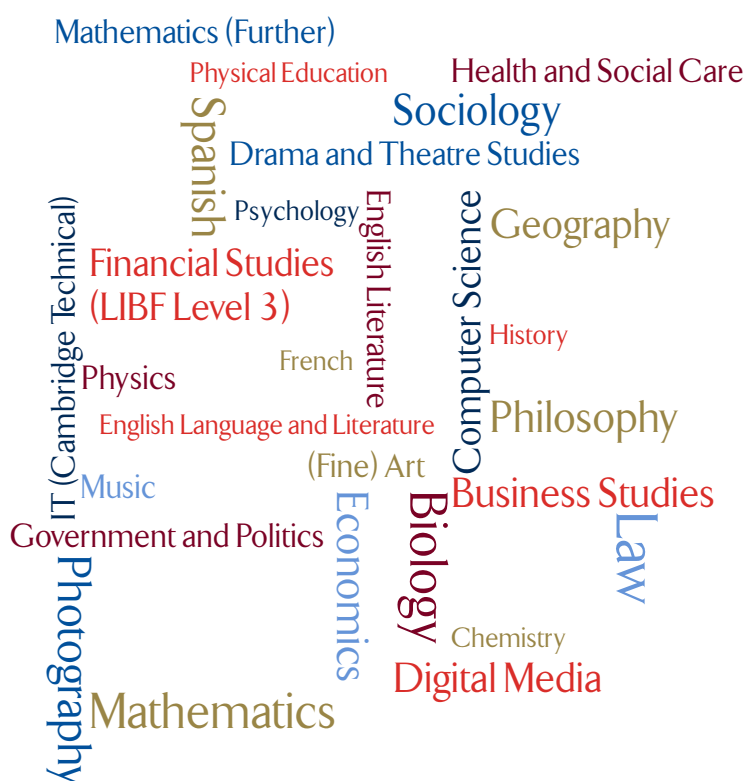 Mathematics (Further)
Physical Education
Health and Social Care
Spanish
Sociology
Drama and Theatre Studies
Psychology
English Literature
Computer Science
Geography
IT (Cambridge Technical)
Financial Studies
(LIBF Level 3)
History
French
Physics
Philosophy
English Language and Literature
(Fine) Art
Music
Business Studies
Economics
Biology
Law
Government and Politics
Photography
Chemistry
Digital Media
Mathematics